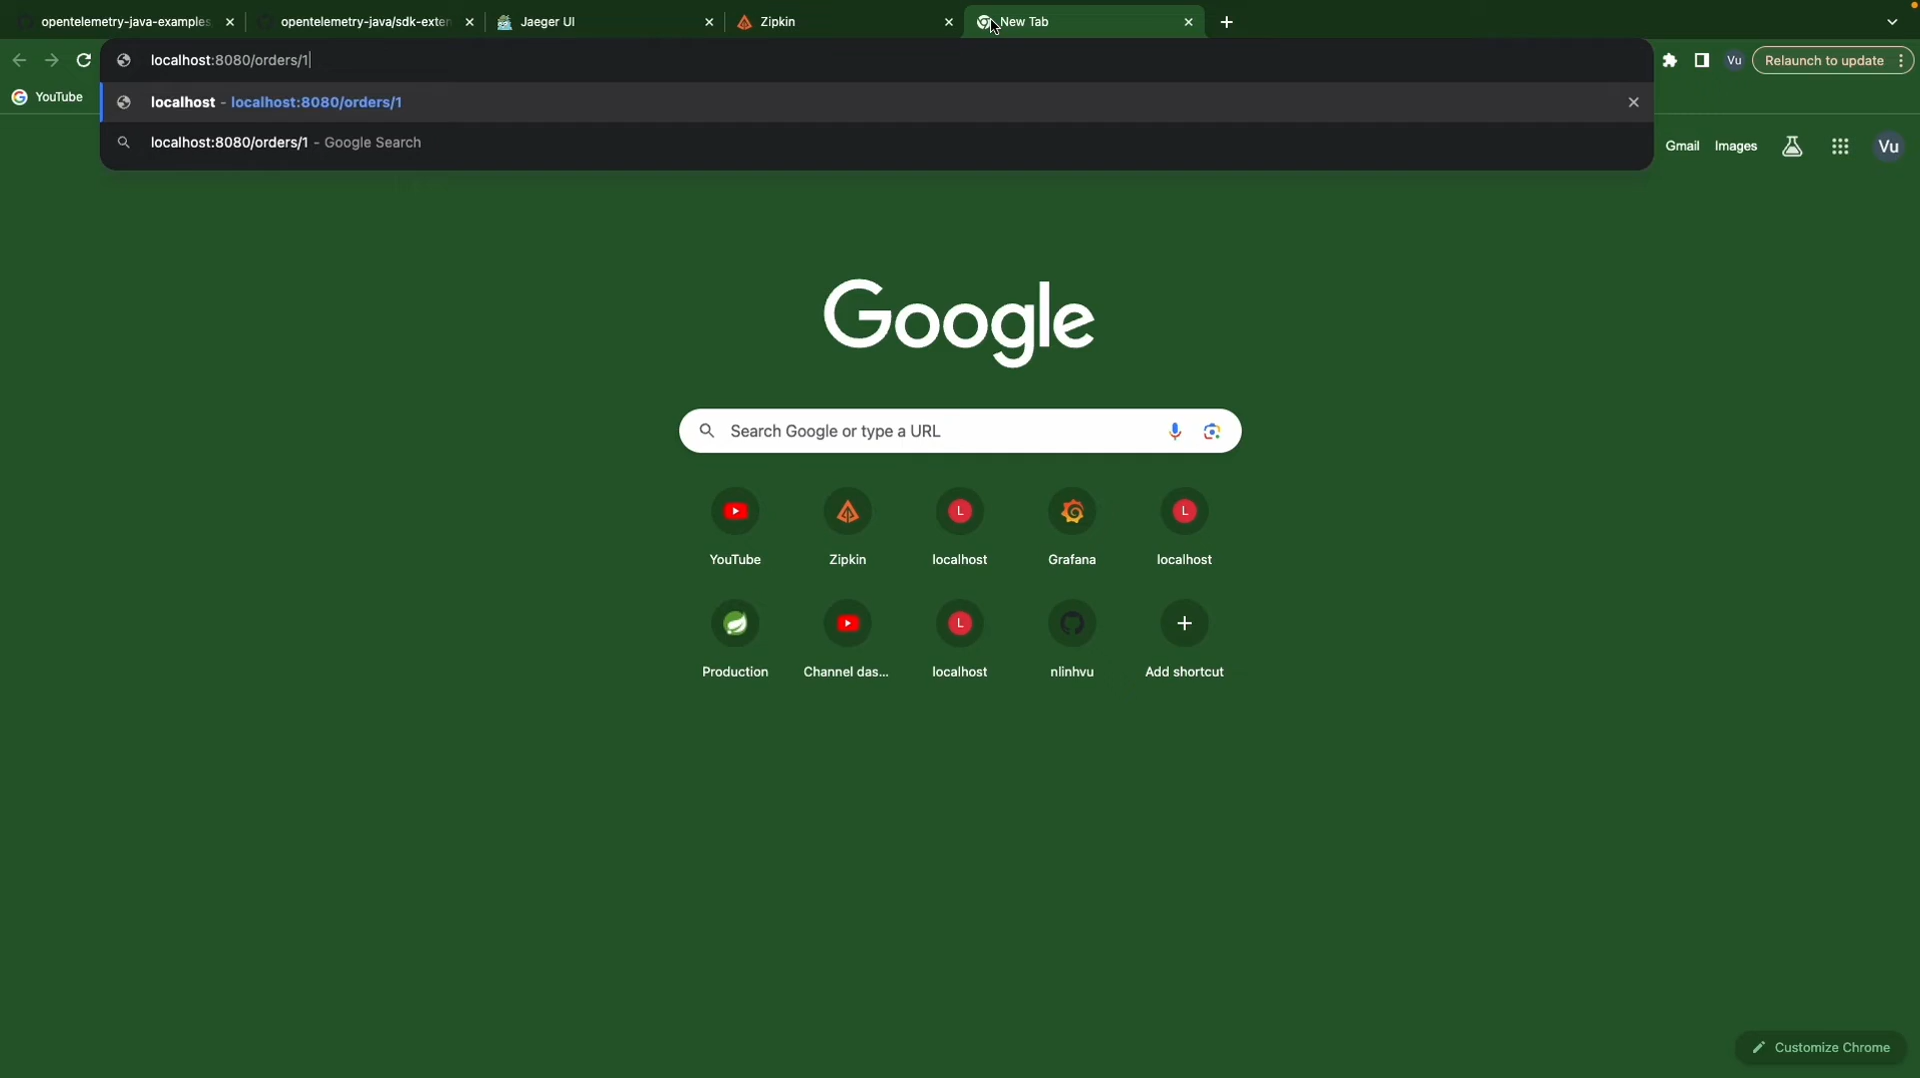 opentelemetry-java-examples
opentelemetry-java/sdk-exten
Jaeger UI
Zipkin
New Tab
localhost:8080/orders/1
Vu
Relaunch to update
YouTube
localhost - localhost:8080/orders/1
localhost:8080/orders/1 - Google Search
Gmail
Images
Vu
Google
Search Google or type a URL
L
L
YouTube
Zipkin
localhost
Grafana
localhost
L
Production
Channel das...
localhost
nlinhvu
Add shortcut
Customize Chrome